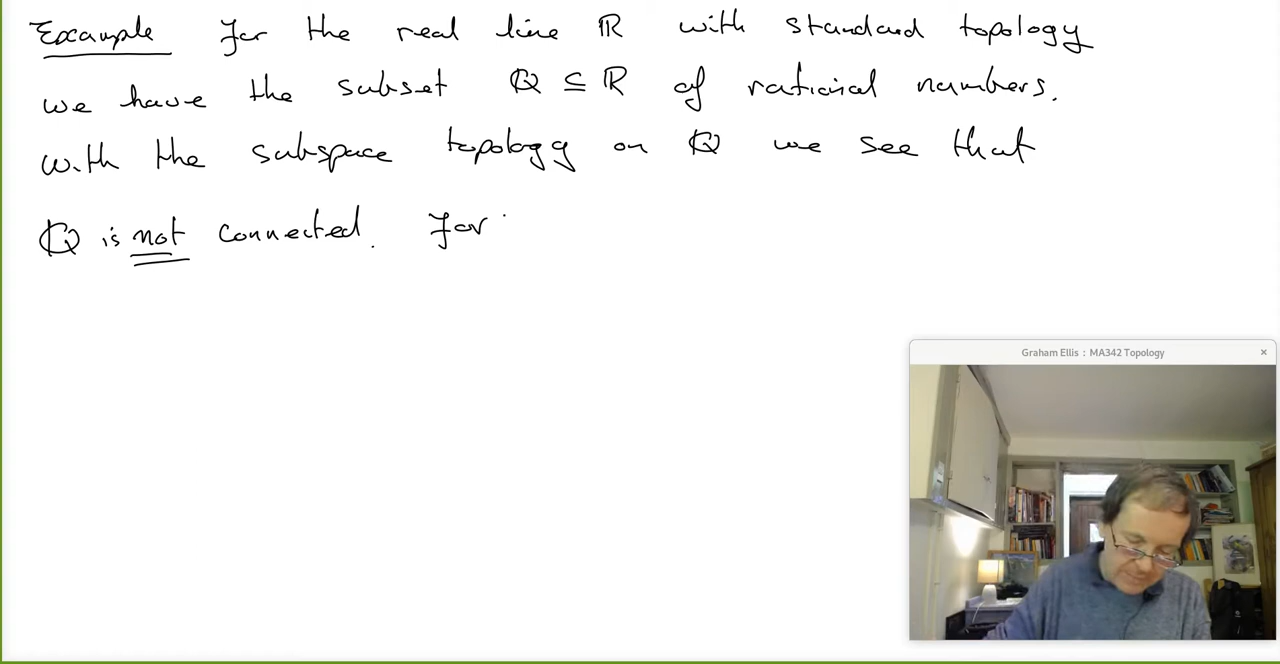 Example For the real line ℝ with standard topology
we have the subset ℚ ⊆ ℝ of rational numbers.
With the subspace topology on ℚ we see that
ℚ is not connected. For
Graham Ellis : MA342 Topology